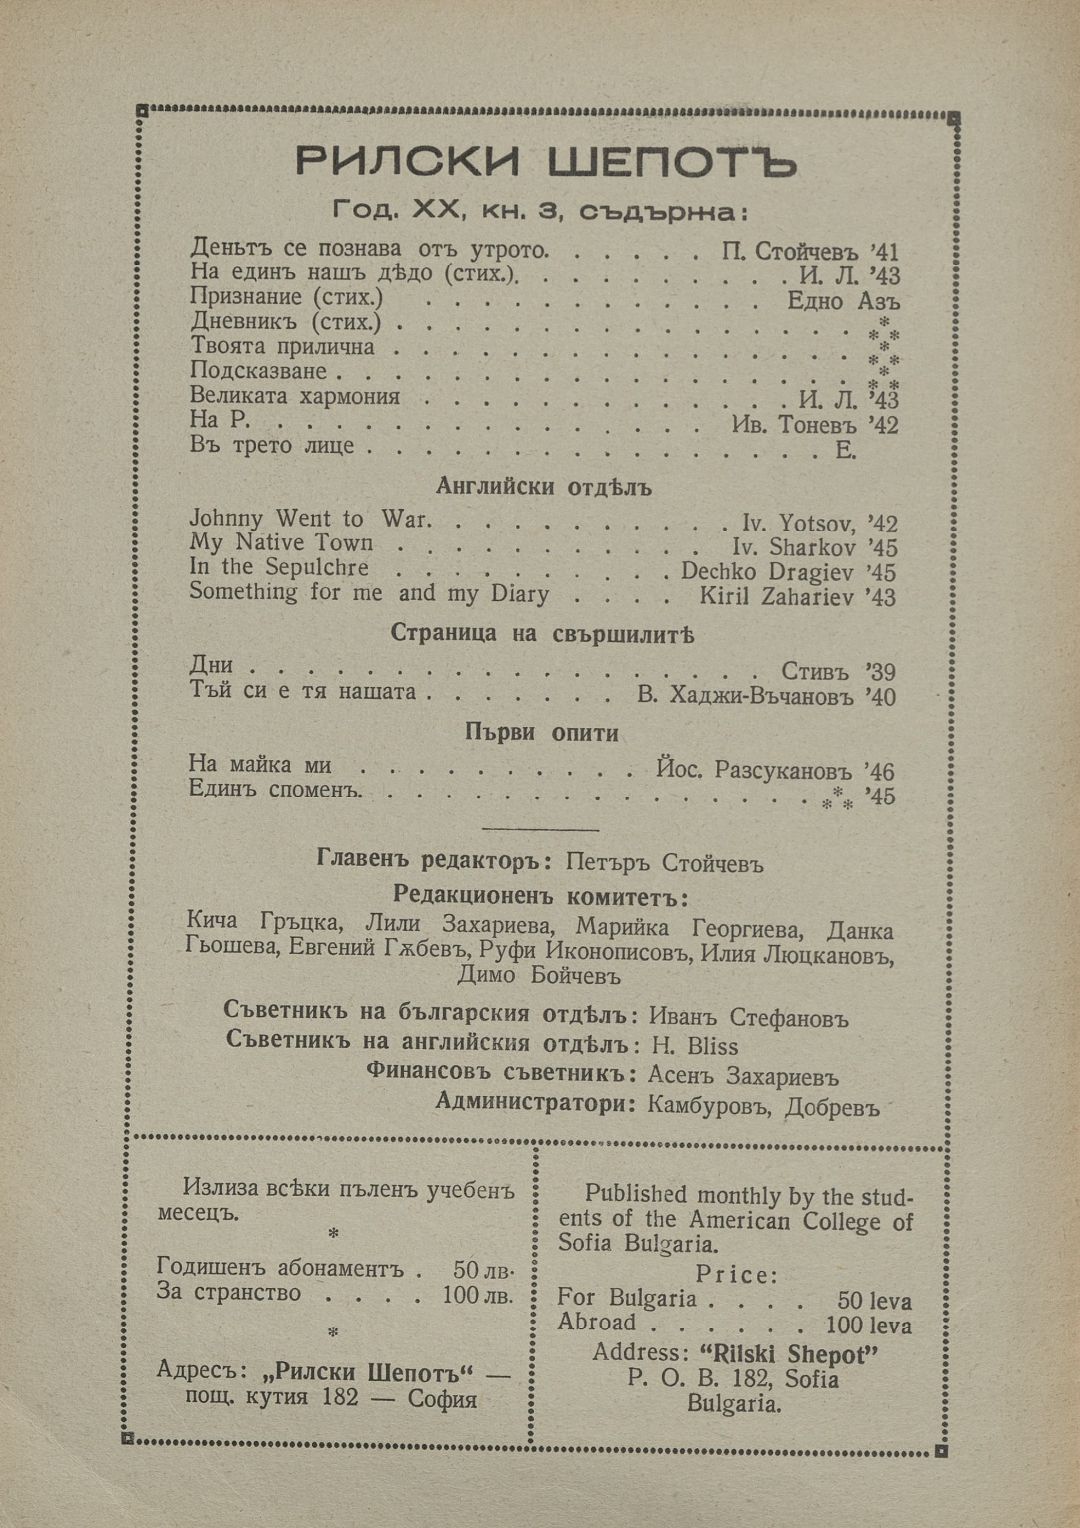 РИЛСКИ ШЕПОТЪ
Год. XX, кн. 3, съдържа:
Деньтъ се познава отъ утрото. . . . . . . П. Стойчевъ '41
На единъ нашъ дѣдо (стих.). . . . . . . . . . И. Л. '43
Признание (стих.) . . . . . . . . . . . . Едно Азъ
Дневникъ (стих.) . . . . . . . . . . . . . . . . ***
Твоята прилична . . . . . . . . . . . . . . . . ***
Подсказване . . . . . . . . . . . . . . . . . . ***
Великата хармония . . . . . . . . . . . . . И. Л. '43
На Р. . . . . . . . . . . . . . . . Ив. Тоневъ '42
Въ трето лице . . . . . . . . . . . . . . . . Е.
Английски отдѣлъ
Johnny Went to War. . . . . . . . . . . Iv. Yotsov, '42
My Native Town . . . . . . . . . . . Iv. Sharkov '45
In the Sepulchre . . . . . . . . . . Dechko Dragiev '45
Something for me and my Diary . . . . Kiril Zahariev '43
Страница на свършилитѣ
Дни . . . . . . . . . . . . . . . . . . Стивъ '39
Тъй си е тя нашата . . . . . . . В. Хаджи-Въчановъ '40
Първи опити
На майка ми . . . . . . . . . . Йос. Разсукановъ '46
Единъ споменъ. . . . . . . . . . . . . . . . *** '45
Главенъ редакторъ: Петъръ Стойчевъ
Редакционенъ комитетъ:
Кича Гръцка, Лили Захариева, Марийка Георгиева, Данка
Гьошева, Евгений Гѫбевъ, Руфи Иконописовъ, Илия Люцкановъ,
Димо Бойчевъ
Съветникъ на българския отдѣлъ: Иванъ Стефановъ
Съветникъ на английския отдѣлъ: H. Bliss
Финансовъ съветникъ: Асенъ Захариевъ
Администратори: Камбуровъ, Добревъ
Излиза всѣки пъленъ учебенъ
месецъ.
*
Годишенъ абонаментъ . 50 лв.
За странство . . . . 100 лв.
*
Адресъ: „Рилски Шепотъ“ —
пощ. кутия 182 — София
Published monthly by the stud-
ents of the American College of
Sofia Bulgaria.
Price:
For Bulgaria . . . . 50 leva
Abroad . . . . . . 100 leva
Address: “Rilski Shepot”
P. O. B. 182, Sofia
Bulgaria.